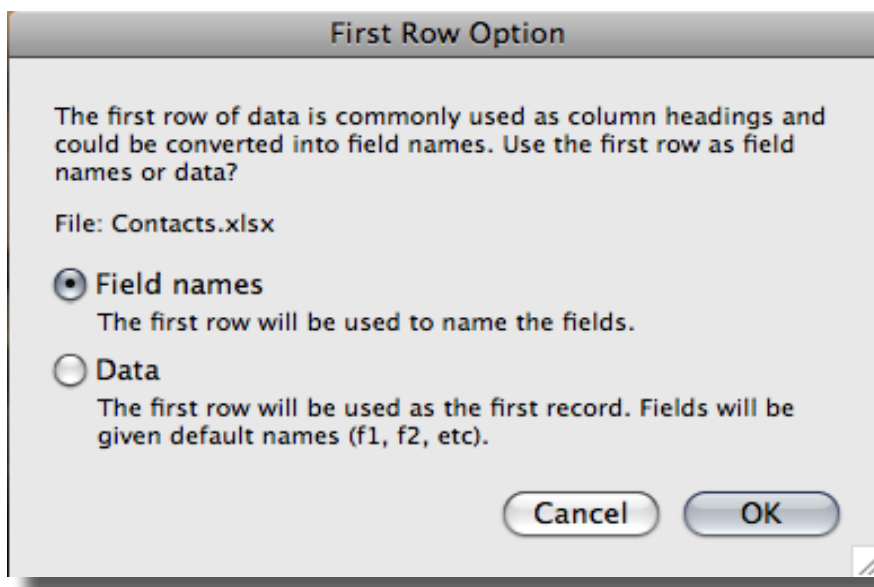 First Row Option
The first row of data is commonly used as column headings and
could be converted into field names. Use the first row as field
names or data?
File: Contacts.xlsx
Field names
The first row will be used to name the fields.
Data
The first row will be used as the first record. Fields will be
given default names (f1, f2, etc).
Cancel OK